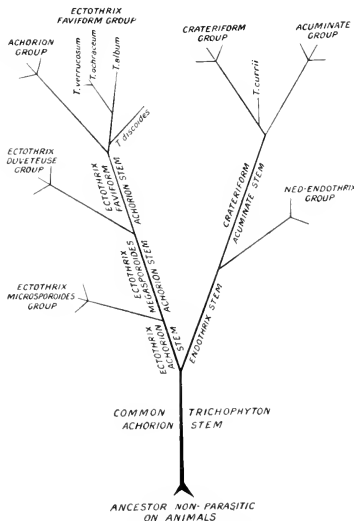 ECTOTHRIX
FAVIFORM GROUP
ACHORION
GROUP
T. verrucosum
T. ochraceum
T. album
T discoides
CRATERIFORM
GROUP
ACUMINATE
GROUP
T. currii
ECTOTHRIX
DUVETEUSE
GROUP
ECTOTHRIX
FAVIFORM
ACHORION STEM
CRATERIFORM
ACUMINATE STEM
NEO-ENDOTHRIX
GROUP
ECTOTHRIX
MICROSPOROIDES
GROUP
ECTOTHRIX
MEGASPOROIDES
ACHORION STEM
ECTOTHRIX
ACHORION
STEM
ENDOTHRIX STEM
COMMON TRICHOPHYTON
ACHORION STEM
ANCESTOR NON-PARASITIC
ON ANIMALS